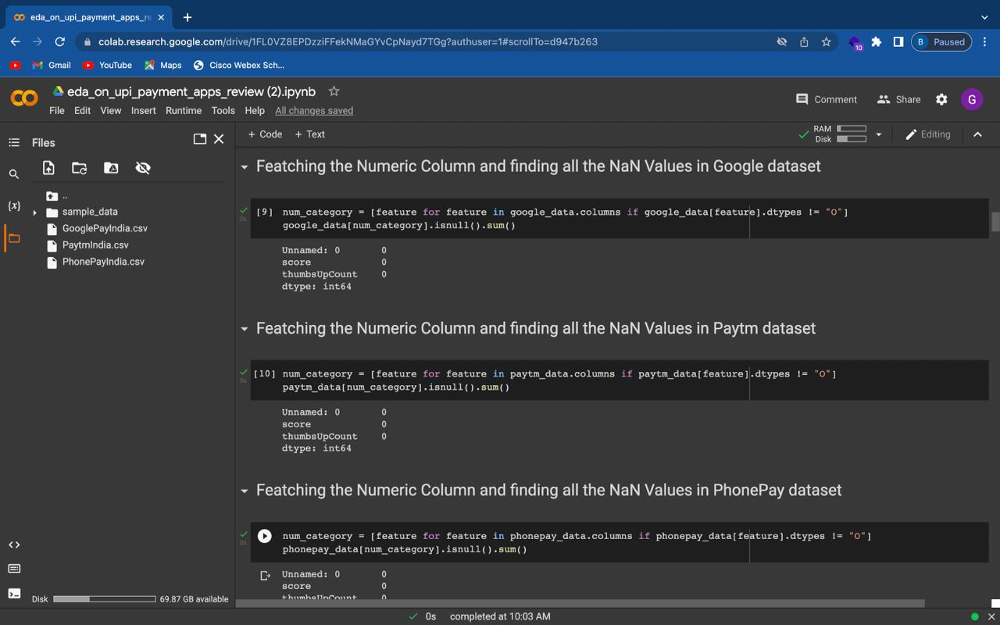 eda_on_upi_payment_apps_re
colab.research.google.com/drive/1FL0VZ8EPDzziFFekNMaGYvCpNayd7TGg?authuser=1#scrollTo=d947b263
10
B Paused
Gmail YouTube Maps Cisco Webex Sch...
eda_on_upi_payment_apps_review (2).ipynb
Comment Share G
File Edit View Insert Runtime Tools Help All changes saved
Files
+ Code + Text
RAM
Disk
Editing
{x}
..
sample_data
GooglePayIndia.csv
PaytmIndia.csv
PhonePayIndia.csv
Featching the Numeric Column and finding all the NaN Values in Google dataset
0s
[9] num_category = [feature for feature in google_data.columns if google_data[feature].dtypes != "O"]
google_data[num_category].isnull().sum()
Unnamed: 0 0
score 0
thumbsUpCount 0
dtype: int64
Featching the Numeric Column and finding all the NaN Values in Paytm dataset
0s
[10] num_category = [feature for feature in paytm_data.columns if paytm_data[feature].dtypes != "O"]
paytm_data[num_category].isnull().sum()
Unnamed: 0 0
score 0
thumbsUpCount 0
dtype: int64
Featching the Numeric Column and finding all the NaN Values in PhonePay dataset
0s
num_category = [feature for feature in phonepay_data.columns if phonepay_data[feature].dtypes != "O"]
phonepay_data[num_category].isnull().sum()
Unnamed: 0 0
score 0
thumbsUpCount 0
Disk 69.87 GB available
0s completed at 10:03 AM